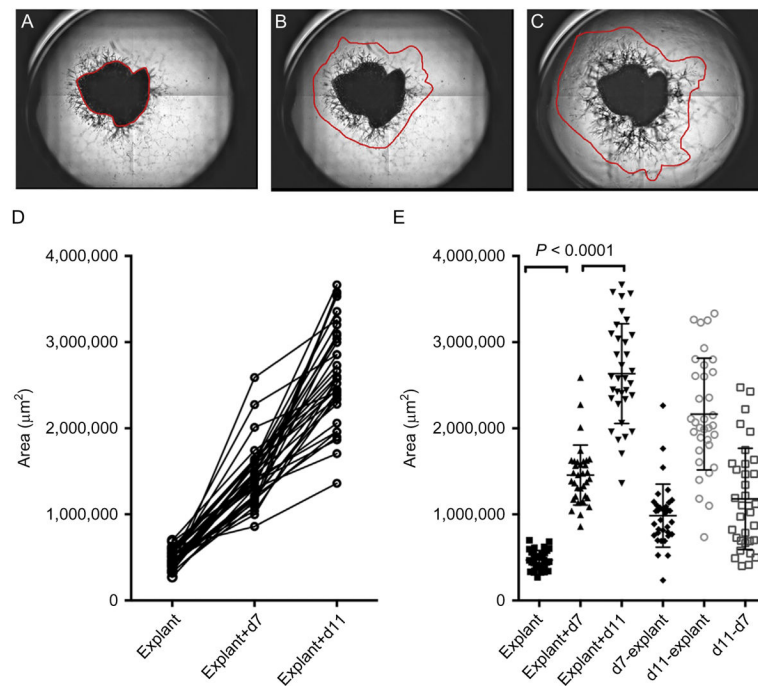 A
B
C
D
E
4,000,000
3,000,000
2,000,000
1,000,000
0
Area (μm²)
Explant
Explant+d7
Explant+d11
P < 0.0001
4,000,000
3,000,000
2,000,000
1,000,000
0
Area (μm²)
Explant
Explant+d7
Explant+d11
d7-explant
d11-explant
d11-d7